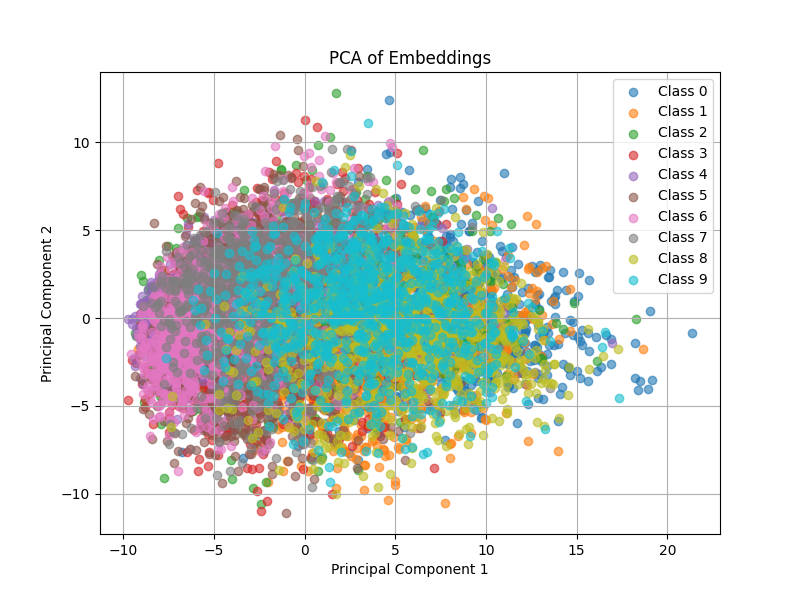 PCA of Embeddings
Class 0
Class 1
Class 2
Class 3
Class 4
Class 5
Class 6
Class 7
Class 8
Class 9
10
5
0
−5
−10
Principal Component 2
−10
−5
0
5
10
15
20
Principal Component 1